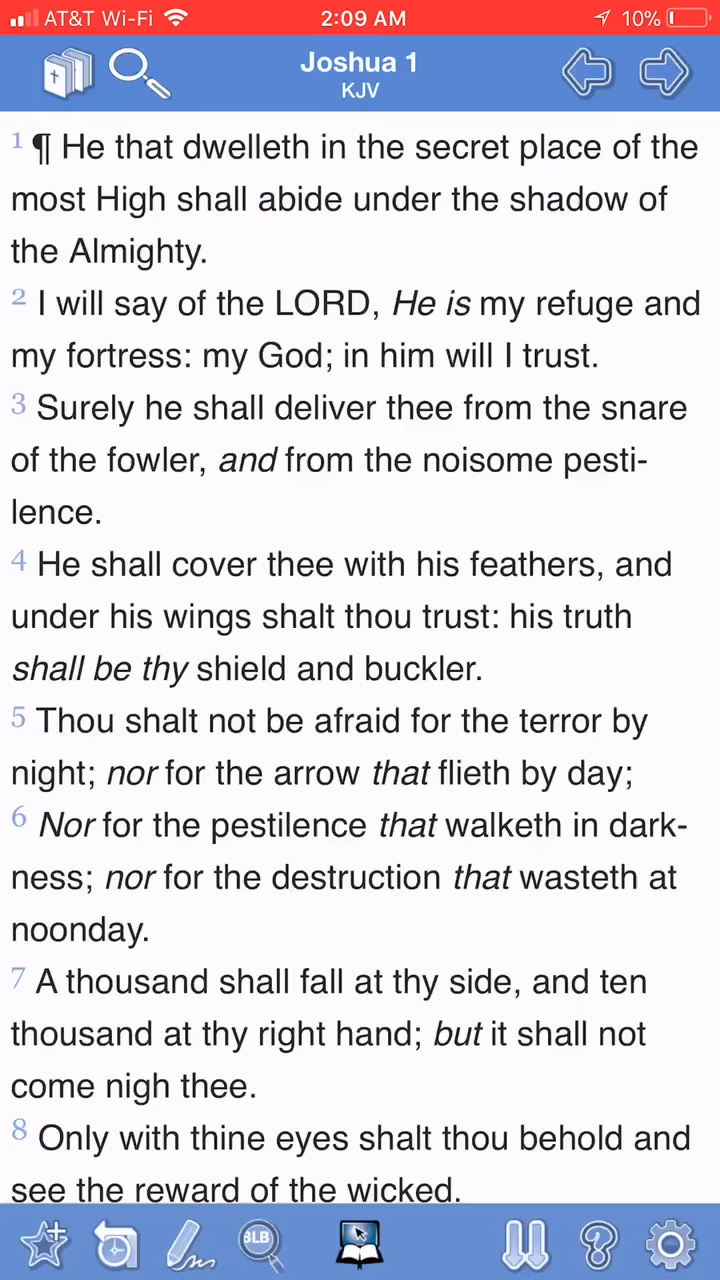 AT&T Wi-Fi 2:09 AM 10%
Joshua 1
KJV
1 ¶ He that dwelleth in the secret place of the
most High shall abide under the shadow of
the Almighty.
2 I will say of the LORD, He is my refuge and
my fortress: my God; in him will I trust.
3 Surely he shall deliver thee from the snare
of the fowler, and from the noisome pesti-
lence.
4 He shall cover thee with his feathers, and
under his wings shalt thou trust: his truth
shall be thy shield and buckler.
5 Thou shalt not be afraid for the terror by
night; nor for the arrow that flieth by day;
6 Nor for the pestilence that walketh in dark-
ness; nor for the destruction that wasteth at
noonday.
7 A thousand shall fall at thy side, and ten
thousand at thy right hand; but it shall not
come nigh thee.
8 Only with thine eyes shalt thou behold and
see the reward of the wicked.
BLB